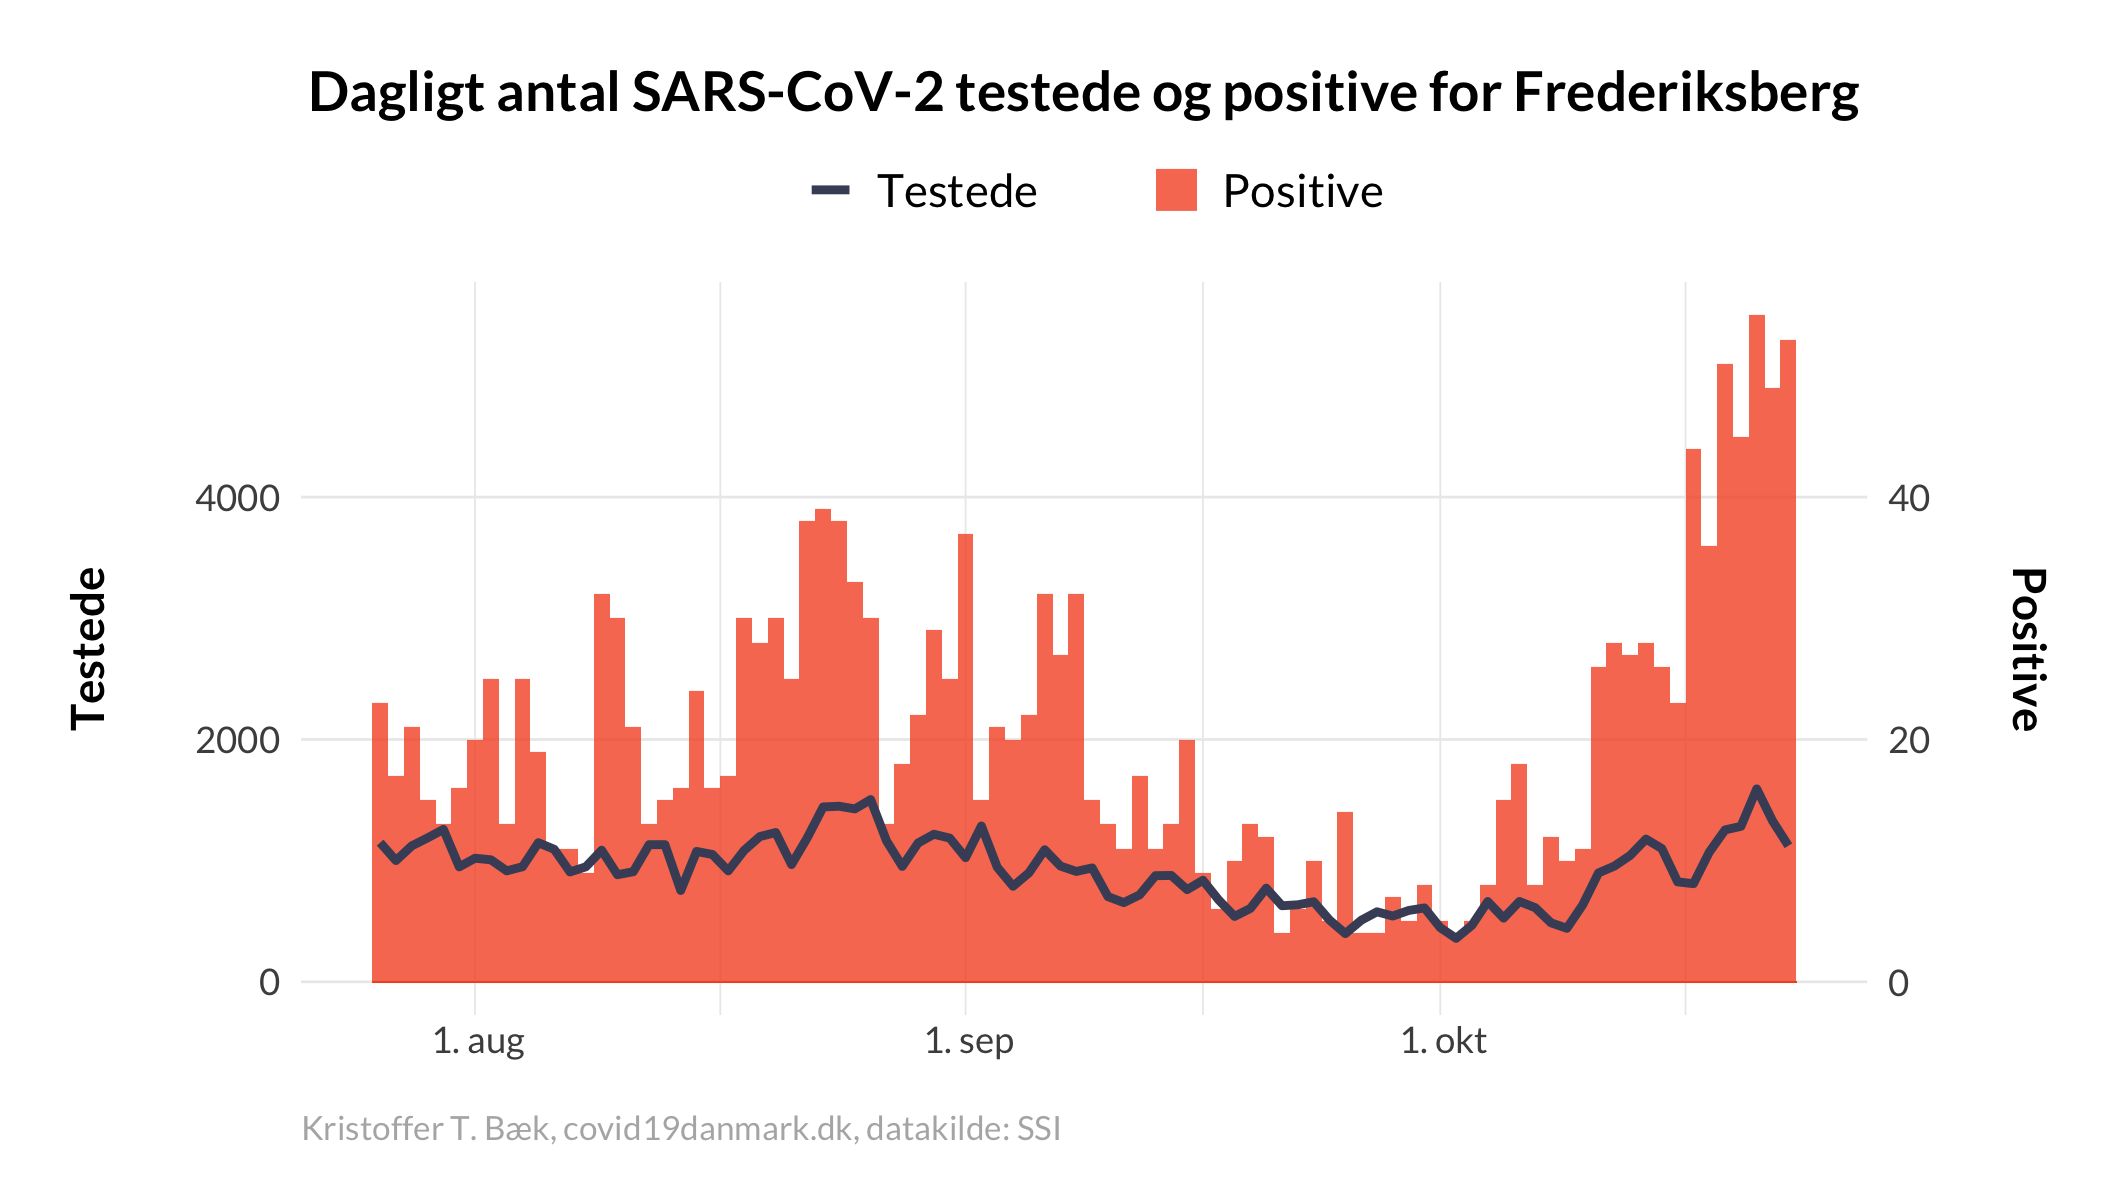 Dagligt antal SARS-CoV-2 testede og positive for Frederiksberg
Testede
Positive
4000
2000
0
Testede
40
20
0
Positive
1. aug
1. sep
1. okt
Kristoffer T. Bæk, covid19danmark.dk, datakilde: SSI